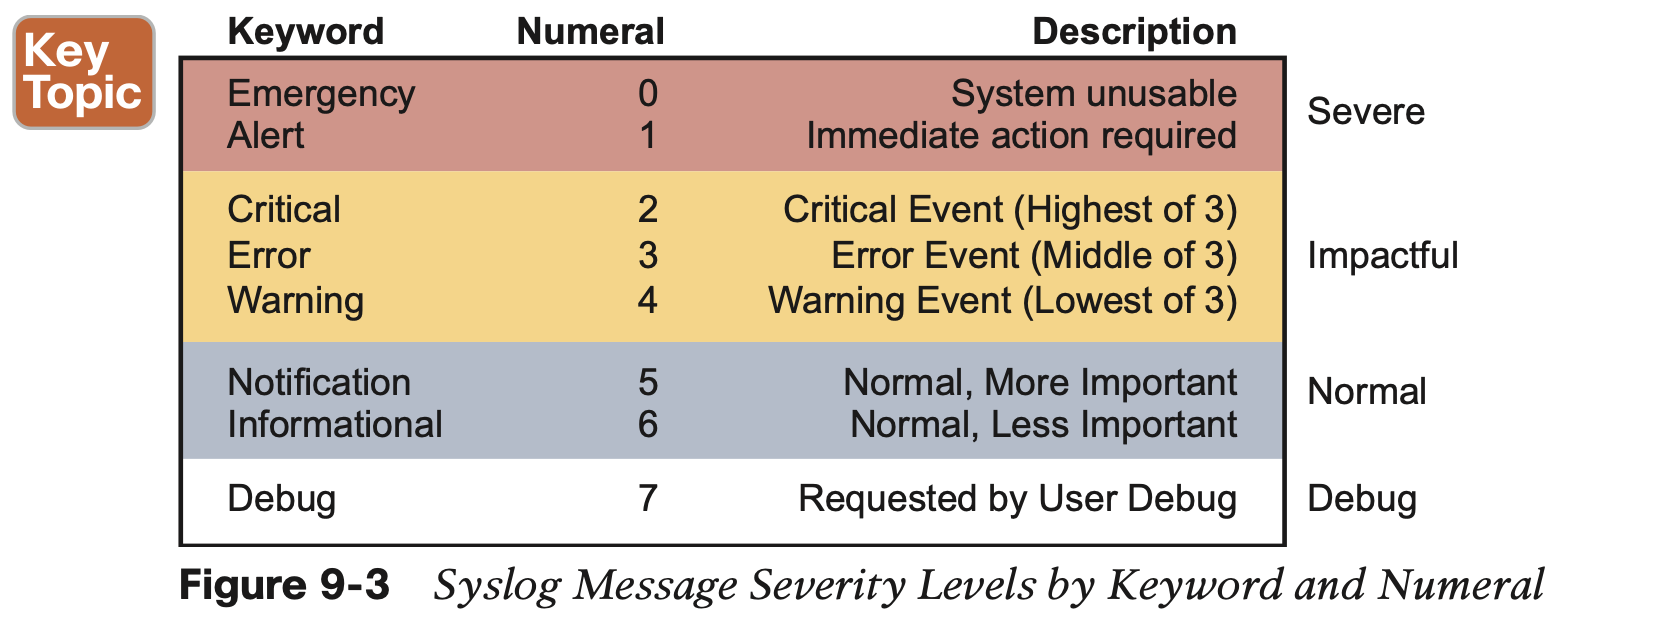 Key
Topic
Keyword Numeral Description
Emergency 0 System unusable
Alert 1 Immediate action required
Severe
Critical 2 Critical Event (Highest of 3)
Error 3 Error Event (Middle of 3)
Impactful
Warning 4 Warning Event (Lowest of 3)
Notification 5 Normal, More Important
Normal
Informational 6 Normal, Less Important
Debug 7 Requested by User Debug
Debug
Figure 9-3 Syslog Message Severity Levels by Keyword and Numeral